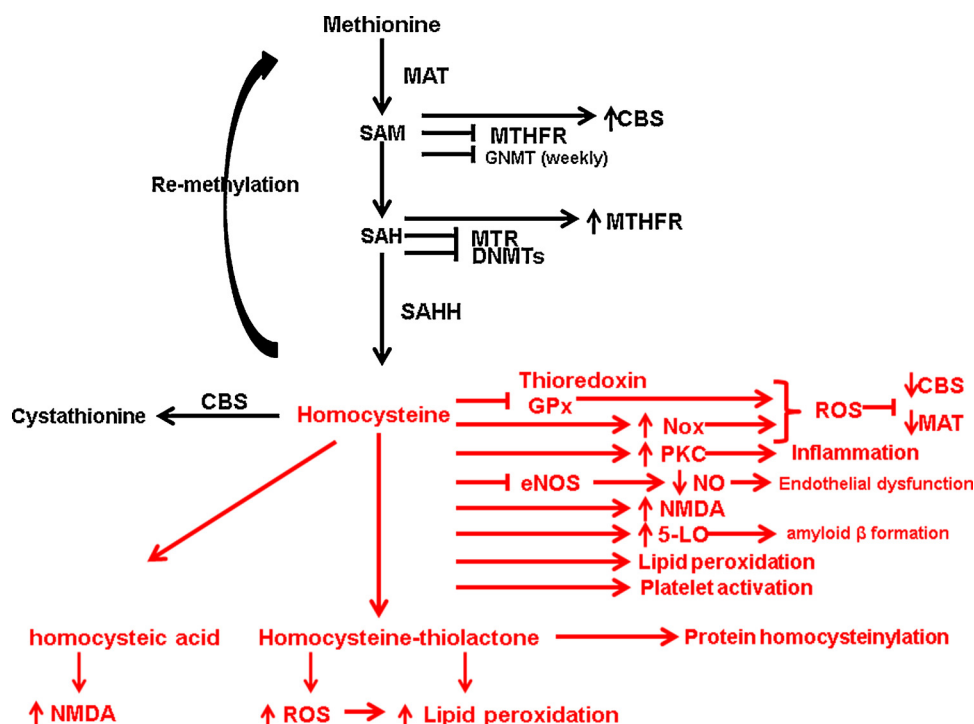 Methionine
MAT
SAM
↑CBS
MTHFR
GNMT (weekly)
Re-methylation
SAH
↑ MTHFR
MTR
DNMTs
SAHH
Cystathionine
CBS
Homocysteine
Thioredoxin
GPx
↑ Nox
ROS
↓CBS
↓MAT
↑ PKC
Inflammation
eNOS
↓ NO
Endothelial dysfunction
↑ NMDA
↑ 5-LO
amyloid β formation
Lipid peroxidation
Platelet activation
homocysteic acid
Homocysteine-thiolactone
Protein homocysteinylation
↑ NMDA
↑ ROS
↑ Lipid peroxidation